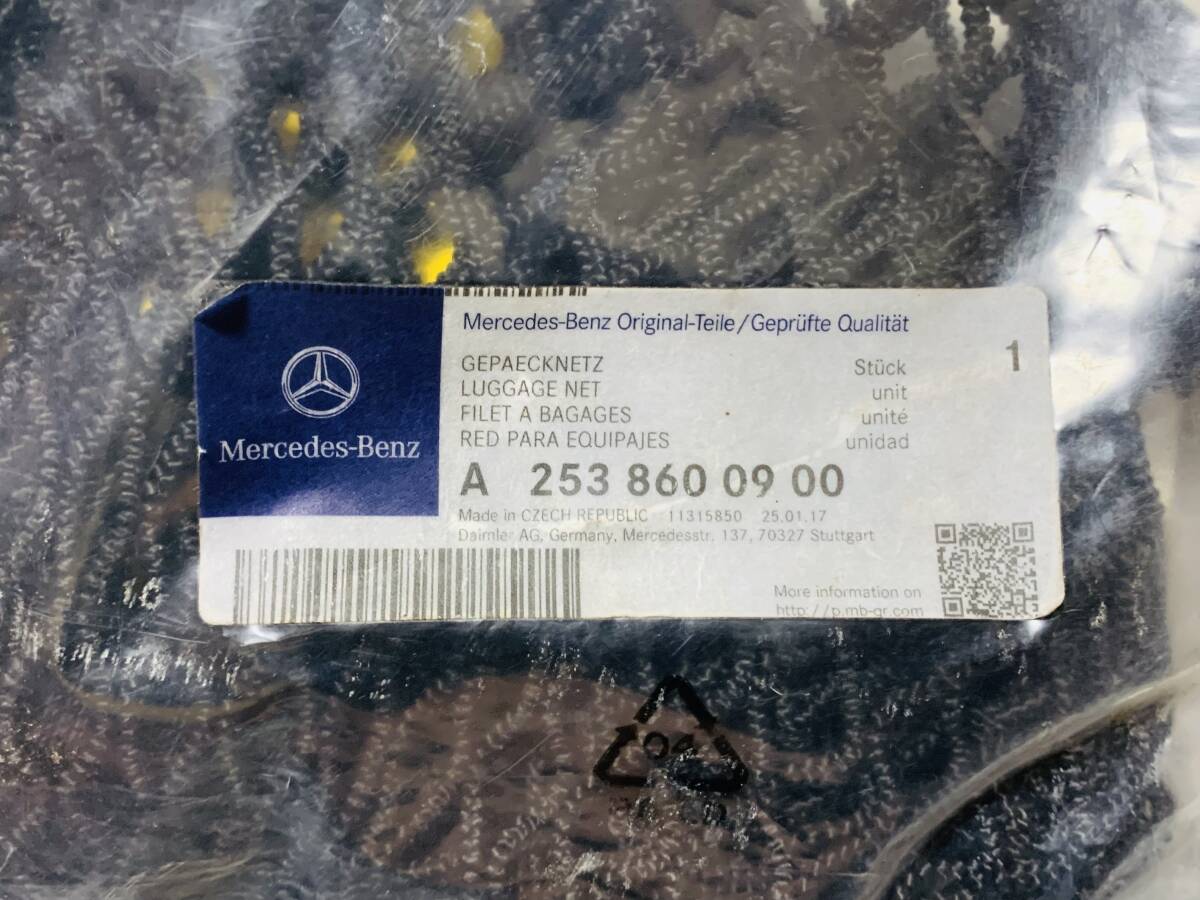 Mercedes-Benz Original-Teile/Geprüfte Qualität
GEPAECKNETZ Stück 1
LUGGAGE NET unit
FILET A BAGAGES unité
RED PARA EQUIPAJES unidad
Mercedes-Benz
A 253 860 09 00
Made in CZECH REPUBLIC 11315850 25.01.17
Daimler AG, Germany, Mercedesstr. 137, 70327 Stuttgart
More information on
http://p.mb-qr.com
04